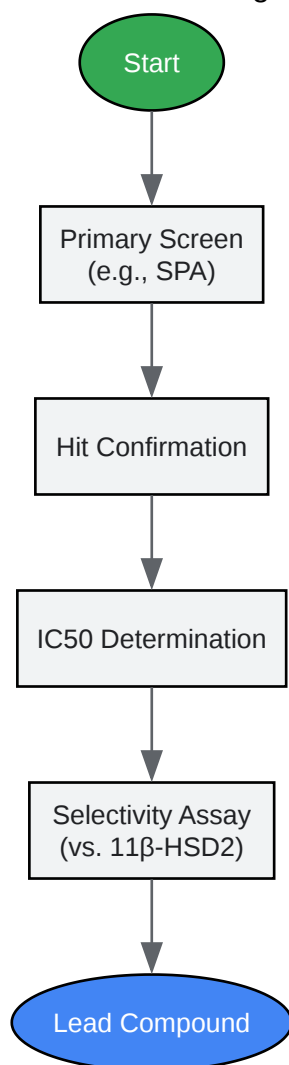 Start
Primary Screen
(e.g., SPA)
Hit Confirmation
IC50 Determination
Selectivity Assay
(vs. 11β-HSD2)
Lead Compound